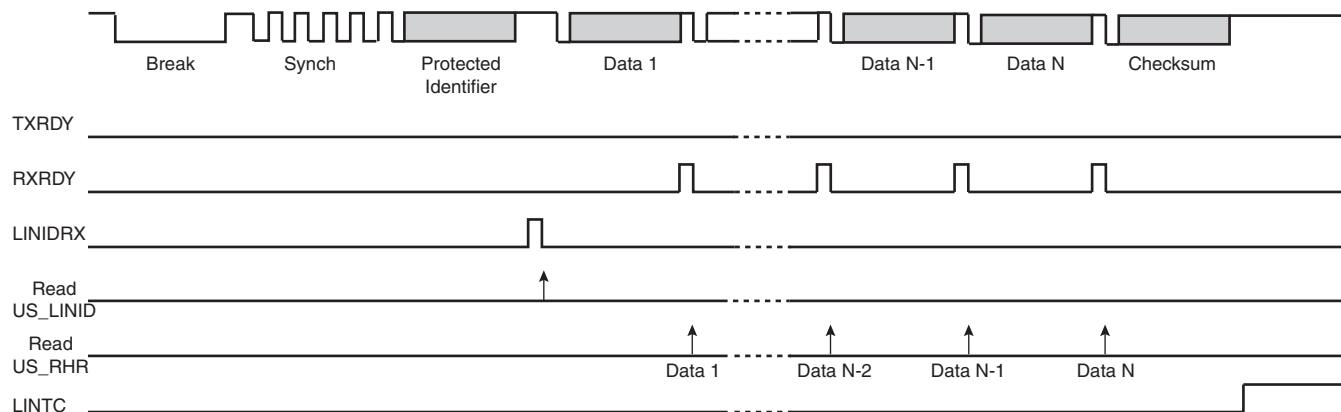 Break Synch Protected Identifier Data 1 Data N-1 Data N Checksum
TXRDY
RXRDY
LINIDRX
Read
US_LINID
Read
US_RHR
Data 1 Data N-2 Data N-1 Data N
LINTC